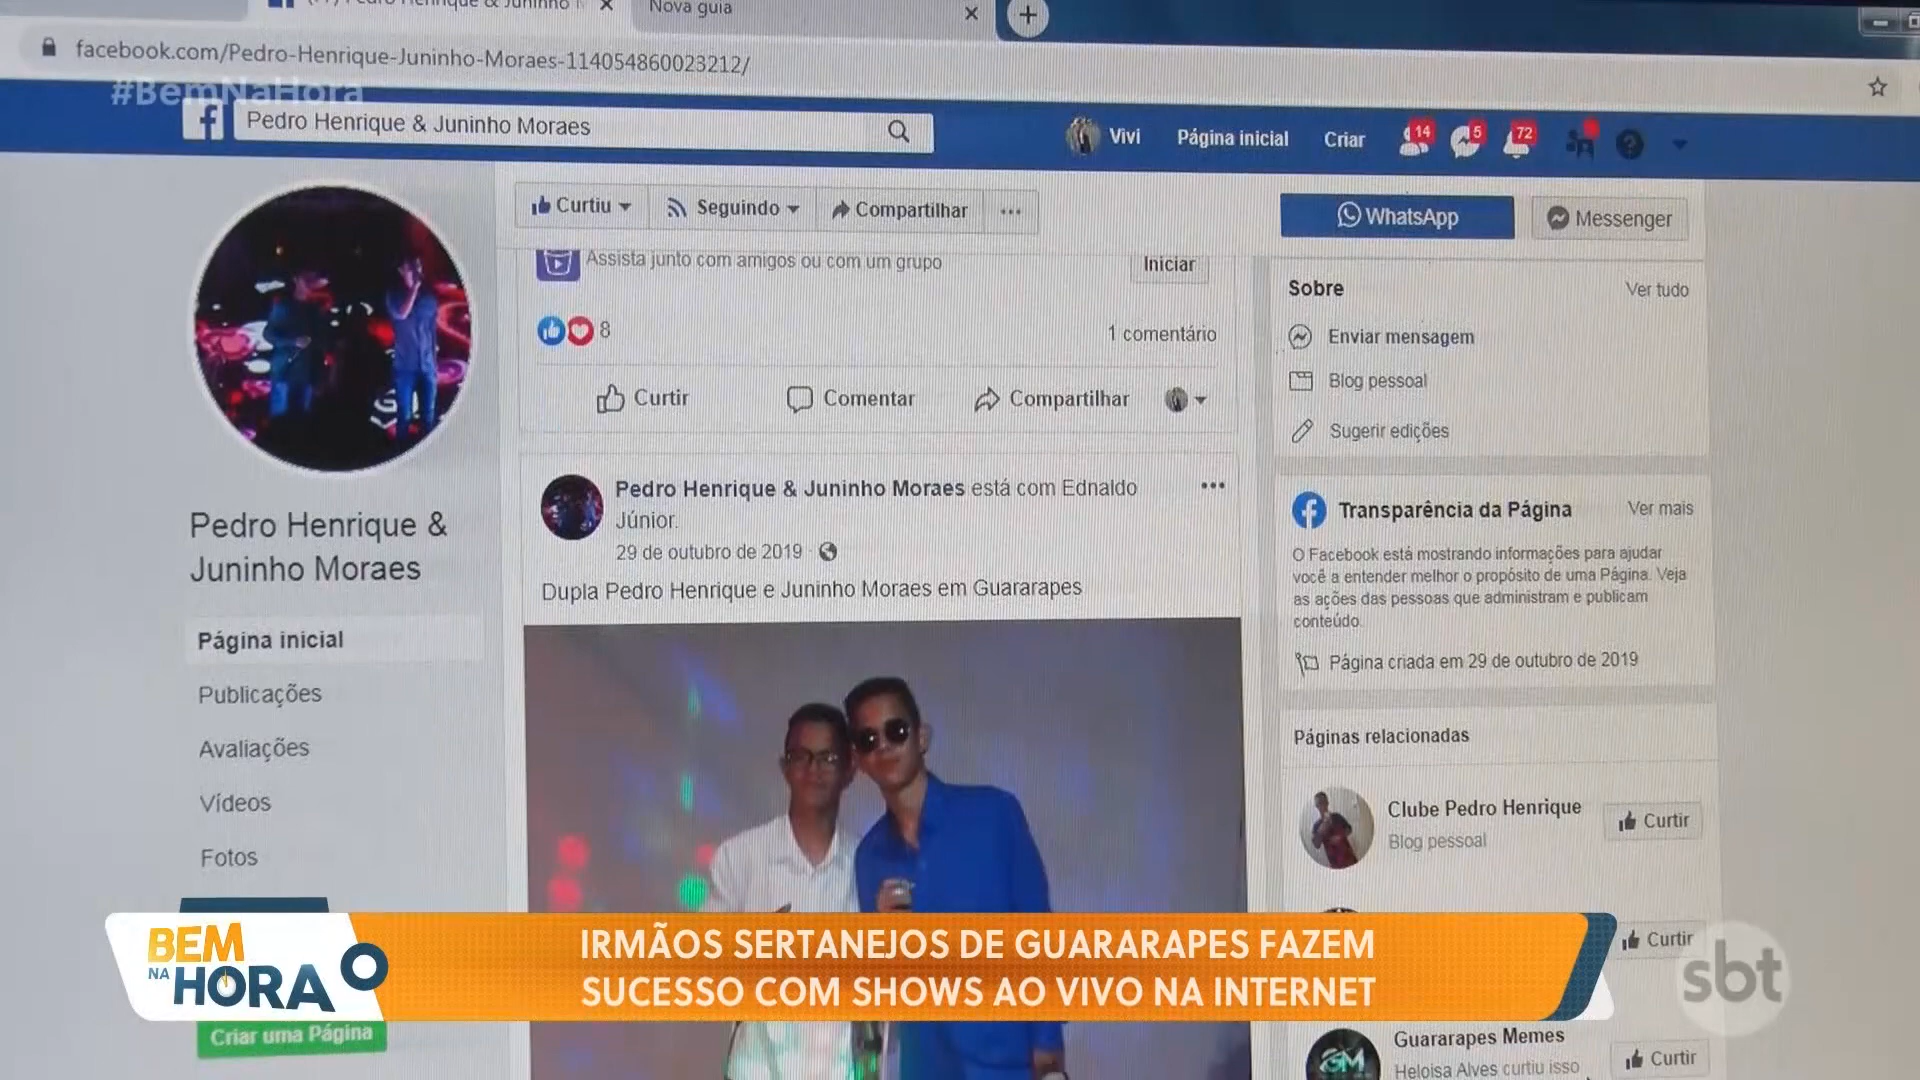 Nova guia
facebook.com/Pedro-Henrique-Juninho-Moraes-114054860023212/
#BemNaHora
Pedro Henrique & Juninho Moraes
Vivi
Página inicial
Criar
14
5
72
Curtiu
Seguindo
Compartilhar
WhatsApp
Messenger
Assista junto com amigos ou com um grupo
Iniciar
8
1 comentário
Curtir
Comentar
Compartilhar
Pedro Henrique & Juninho Moraes está com Ednaldo
Júnior.
29 de outubro de 2019
Dupla Pedro Henrique e Juninho Moraes em Guararapes
Pedro Henrique &
Juninho Moraes
Página inicial
Publicações
Avaliações
Vídeos
Fotos
Criar uma Página
Sobre
Ver tudo
Enviar mensagem
Blog pessoal
Sugerir edições
Transparência da Página
Ver mais
O Facebook está mostrando informações para ajudar
você a entender melhor o propósito de uma Página. Veja
as ações das pessoas que administram e publicam
conteúdo.
Página criada em 29 de outubro de 2019
Páginas relacionadas
Clube Pedro Henrique
Blog pessoal
Curtir
Curtir
GM
Guararapes Memes
Heloisa Alves curtiu isso
Curtir
BEM
NA HORA
IRMÃOS SERTANEJOS DE GUARARAPES FAZEM
SUCESSO COM SHOWS AO VIVO NA INTERNET
sbt